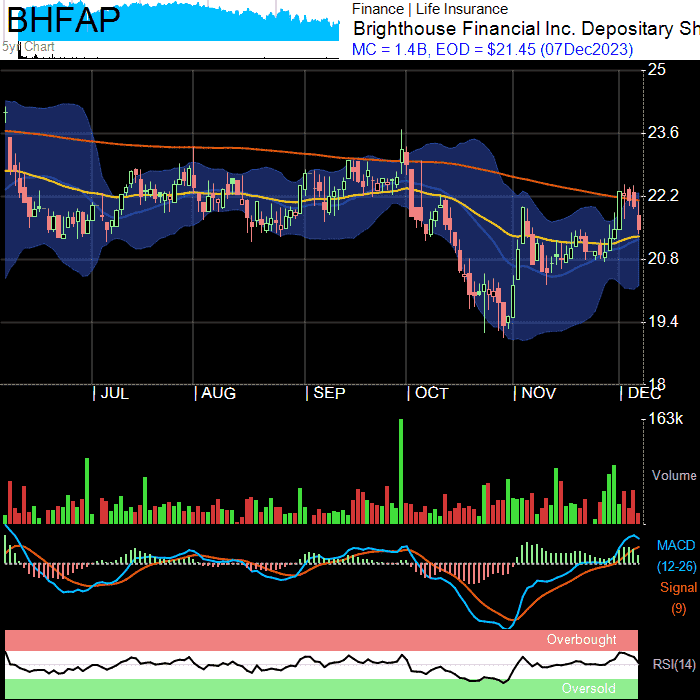 BHFAP
Finance | Life Insurance
Brighthouse Financial Inc. Depositary Sh
MC = 1.4B, EOD = $21.45 (07Dec2023)
5yr Chart
25
23.6
22.2
20.8
19.4
18
| JUL | AUG | SEP | OCT | NOV | DEC
163k
Volume
MACD
(12-26)
Signal
(9)
Overbought
RSI(14)
Oversold